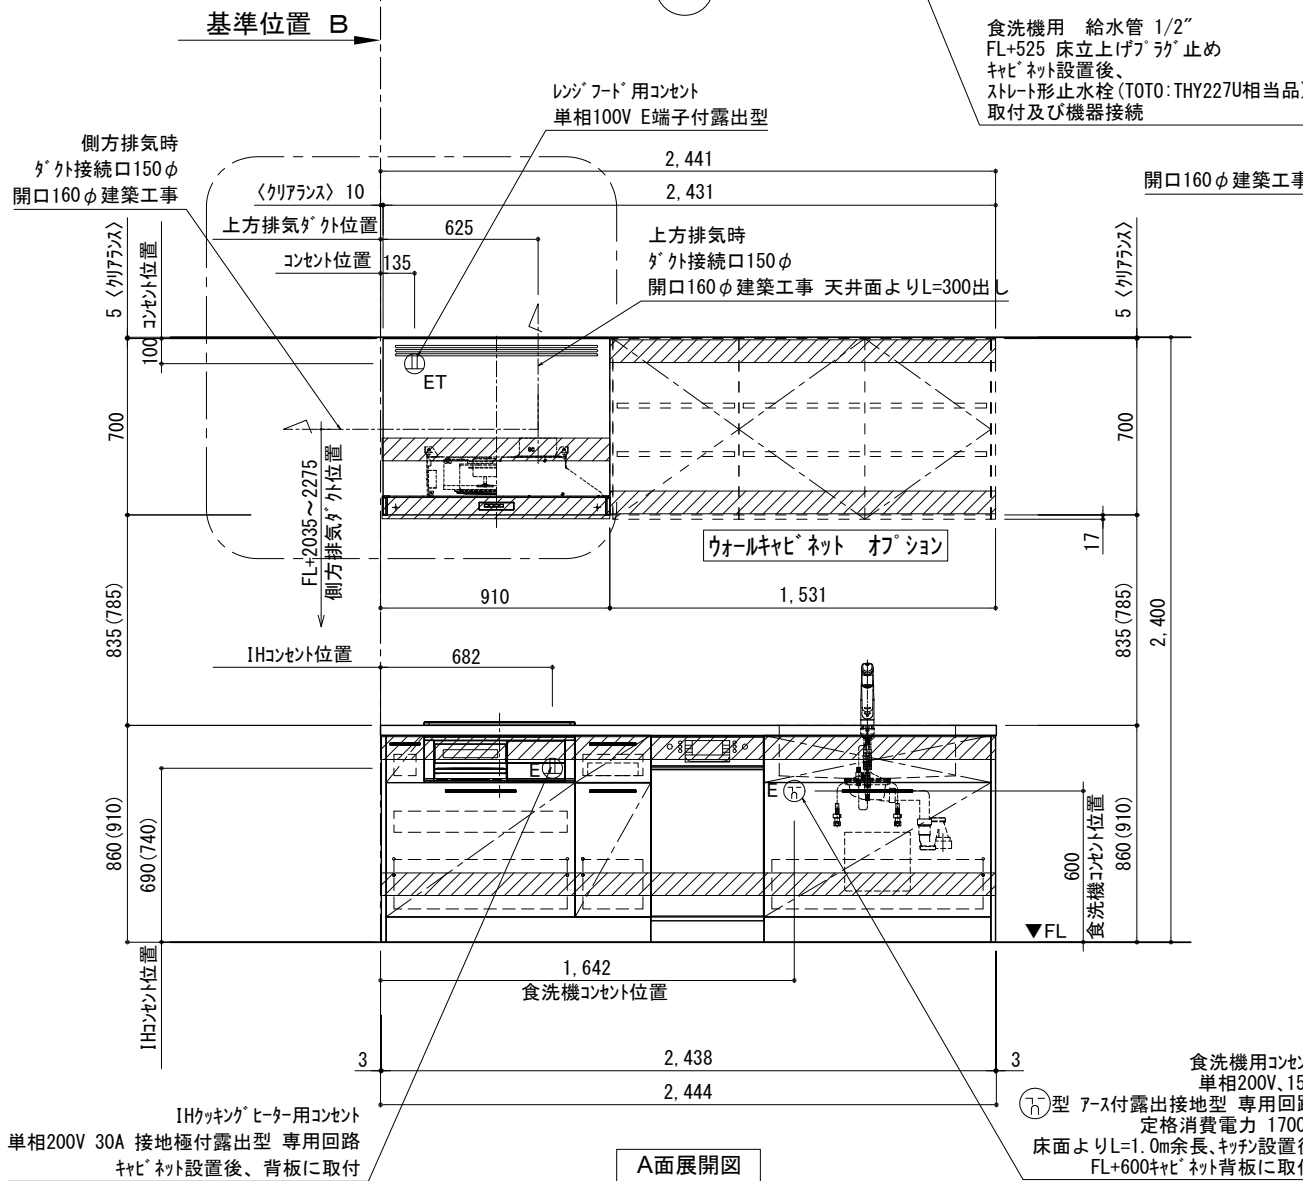 基準位置 B
食洗機用 給水管 1/2″
FL+525 床立上げプラグ止め
キャビネット設置後、
ストレート形止水栓(TOTO:THY227U相当品)
取付及び機器接続
レンジフード用コンセント
単相100V E端子付露出型
側方排気時
ダクト接続口150φ
開口160φ建築工事
開口160φ建築工事
2,441
〈クリアランス〉 10
2,431
上方排気ダクト位置
625
コンセント位置
135
上方排気時
ダクト接続口150φ
開口160φ建築工事 天井面よりL=300出し
5 〈クリアランス〉
コンセント位置
100
5 〈クリアランス〉
ET
700
700
FL+2035～2275
側方排気ダクト位置
ウォールキャビネット オプション
17
910
1,531
835(785)
835(785)
2,400
IHコンセント位置
682
E
E
860(910)
690(740)
IHコンセント位置
600
食洗機コンセント位置
860(910)
▼FL
1,642
食洗機コンセント位置
3
2,438
3
2,444
IHクッキングヒーター用コンセント
単相200V 30A 接地極付露出型 専用回路
キャビネット設置後、背板に取付
A面展開図
食洗機用コンセン
単相200V、15
型 アース付露出接地型 専用回路
定格消費電力 1700
床面よりL=1.0m余長、キッチン設置後
FL+600キャビネット背板に取付